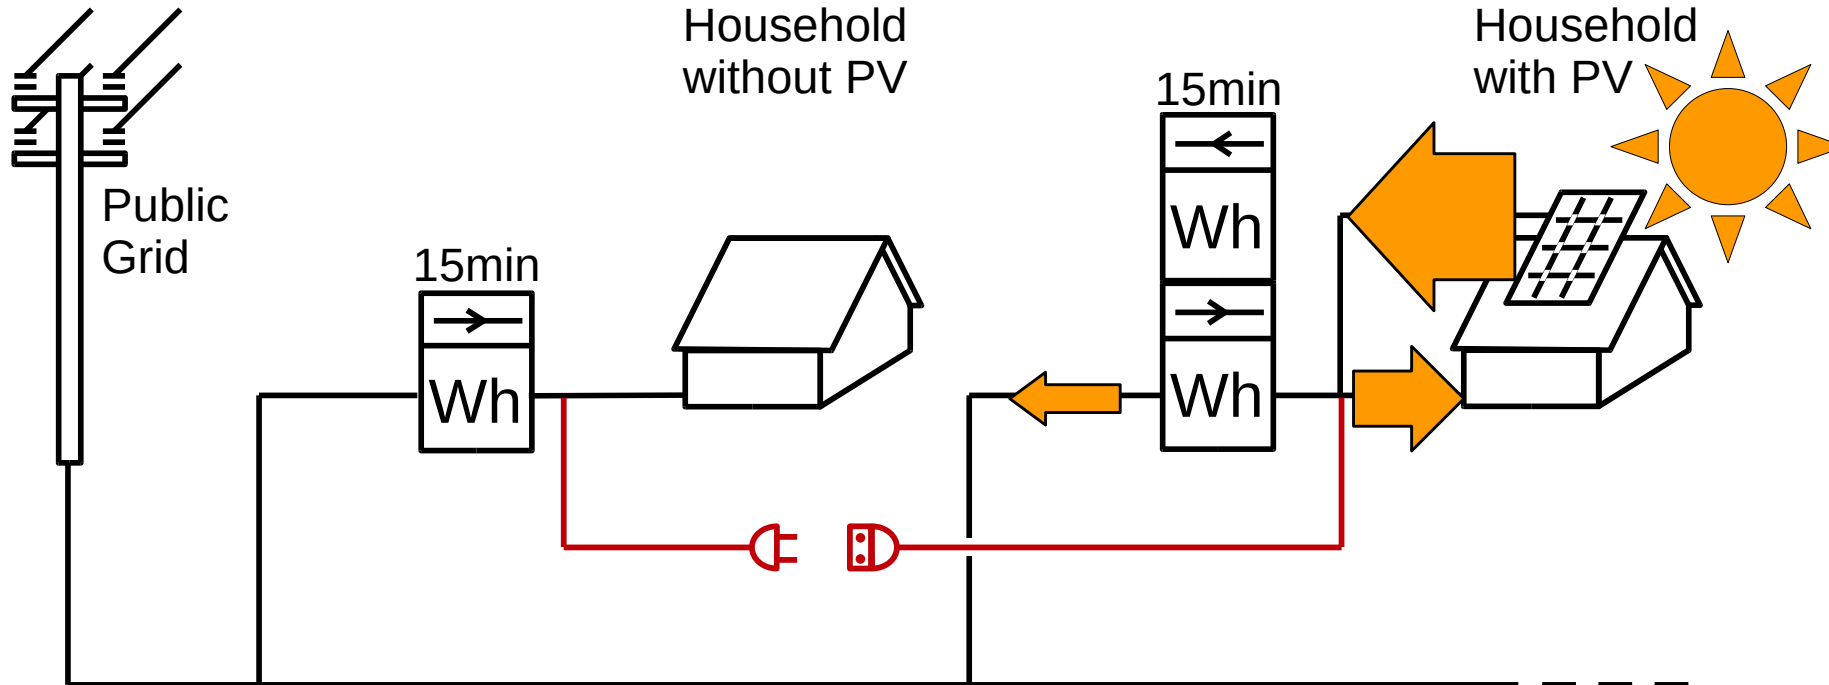 Household
without PV
Household
with PV
15min
Public
Grid
Wh
15min
Wh
Wh